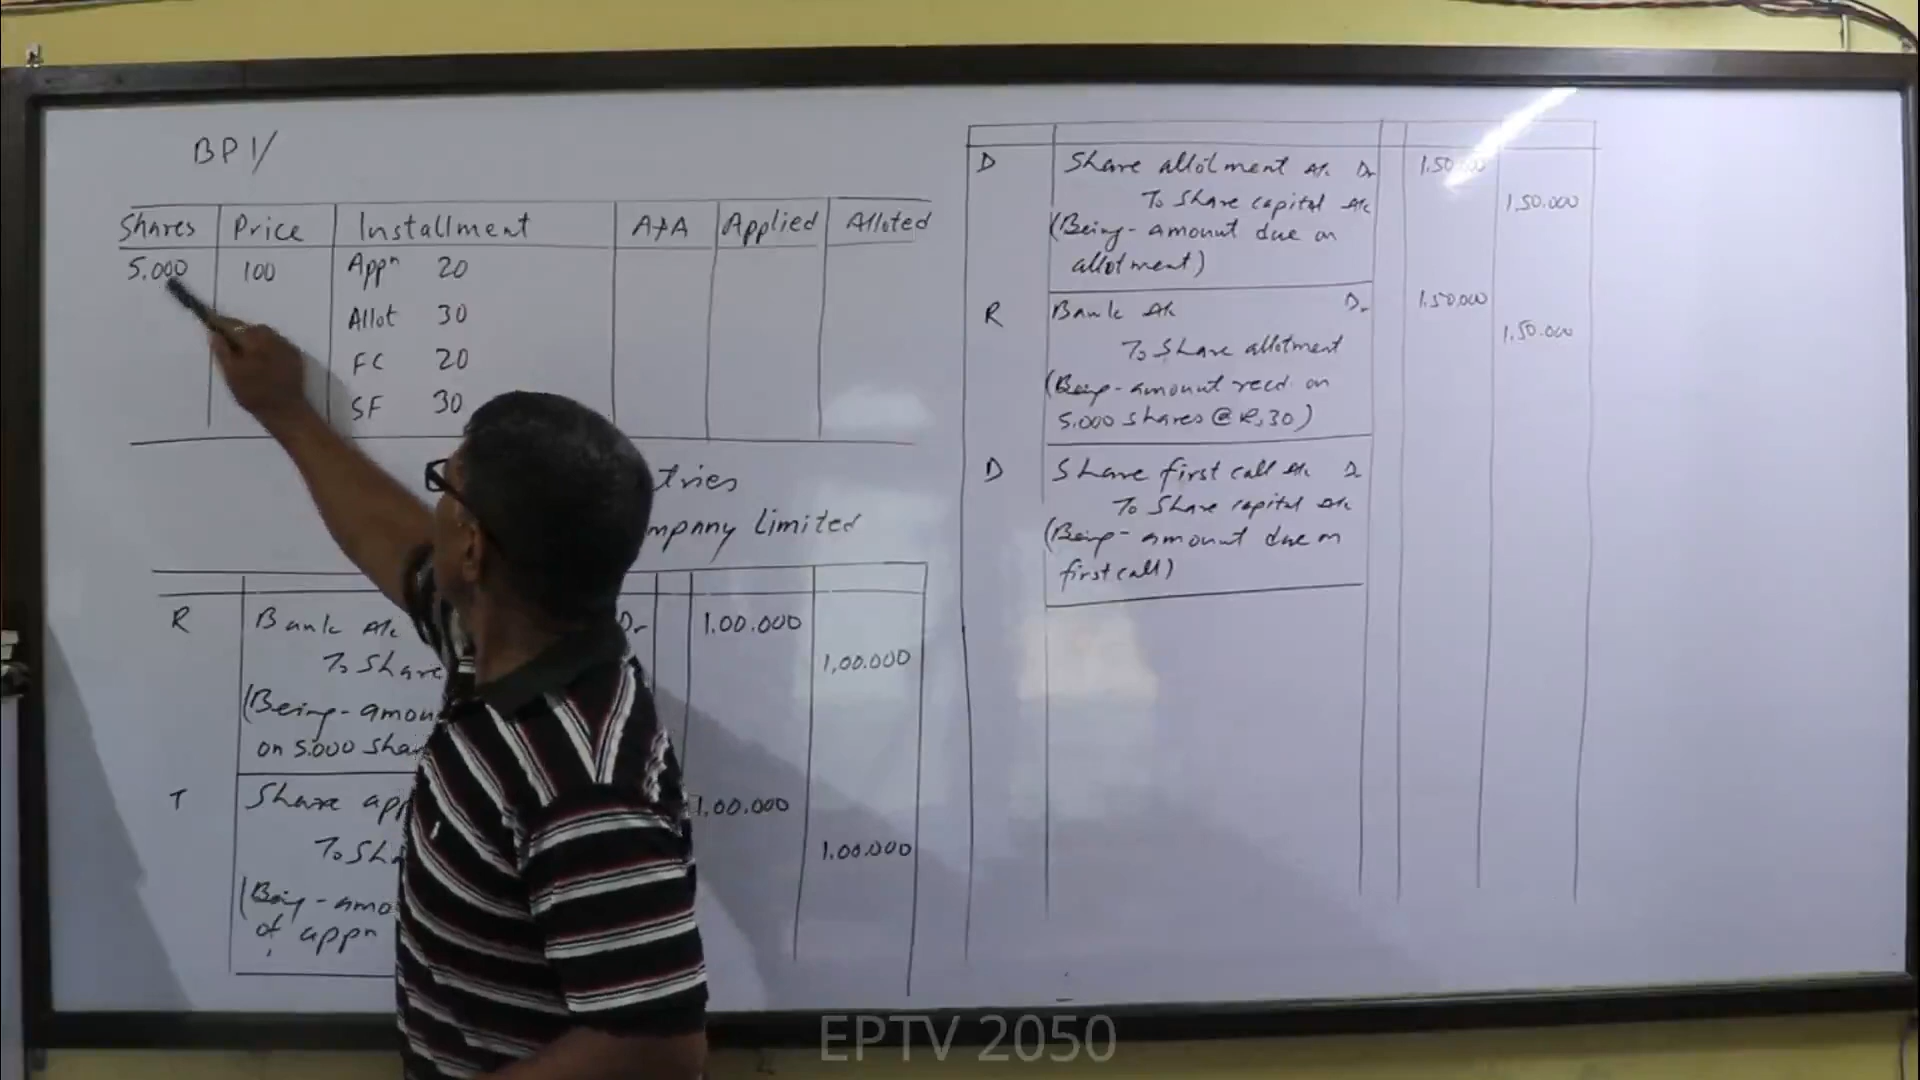 BP1/
Shares Price Installment A+A Applied Alloted
5.000 100 Appⁿ 20
Allot 30
FC 20
SF 30
tries
mpany Limited
R Bank A/c Dr 1.00.000
To Share 1,00.000
(Being - amou
on 5.000 Shar
T Share app 1.00.000
To Sha 1.00.000
(Being - amo
of appn
D Share allotment A/c Dr 1.50.000
To Share capital A/c 1.50.000
(Being - amount due on
allotment)
R Bank A/c Dr 1.50,000
To Share allotment 1.50.000
(Being - amount recd on
5.000 shares @ Rs 30)
D Share first call A/c Dr
To Share capital A/c
(Being - amount due on
first call)
EPTV 2050